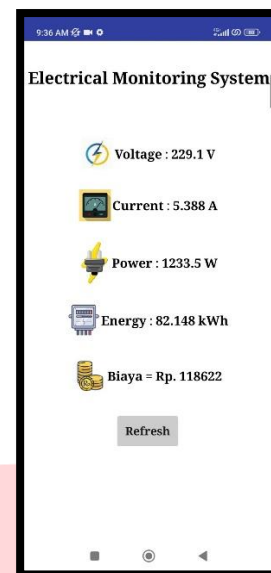 9:36 AM
Electrical Monitoring System
Voltage : 229.1 V
Current : 5.388 A
Power : 1233.5 W
Energy : 82.148 kWh
Biaya = Rp. 118622
Refresh